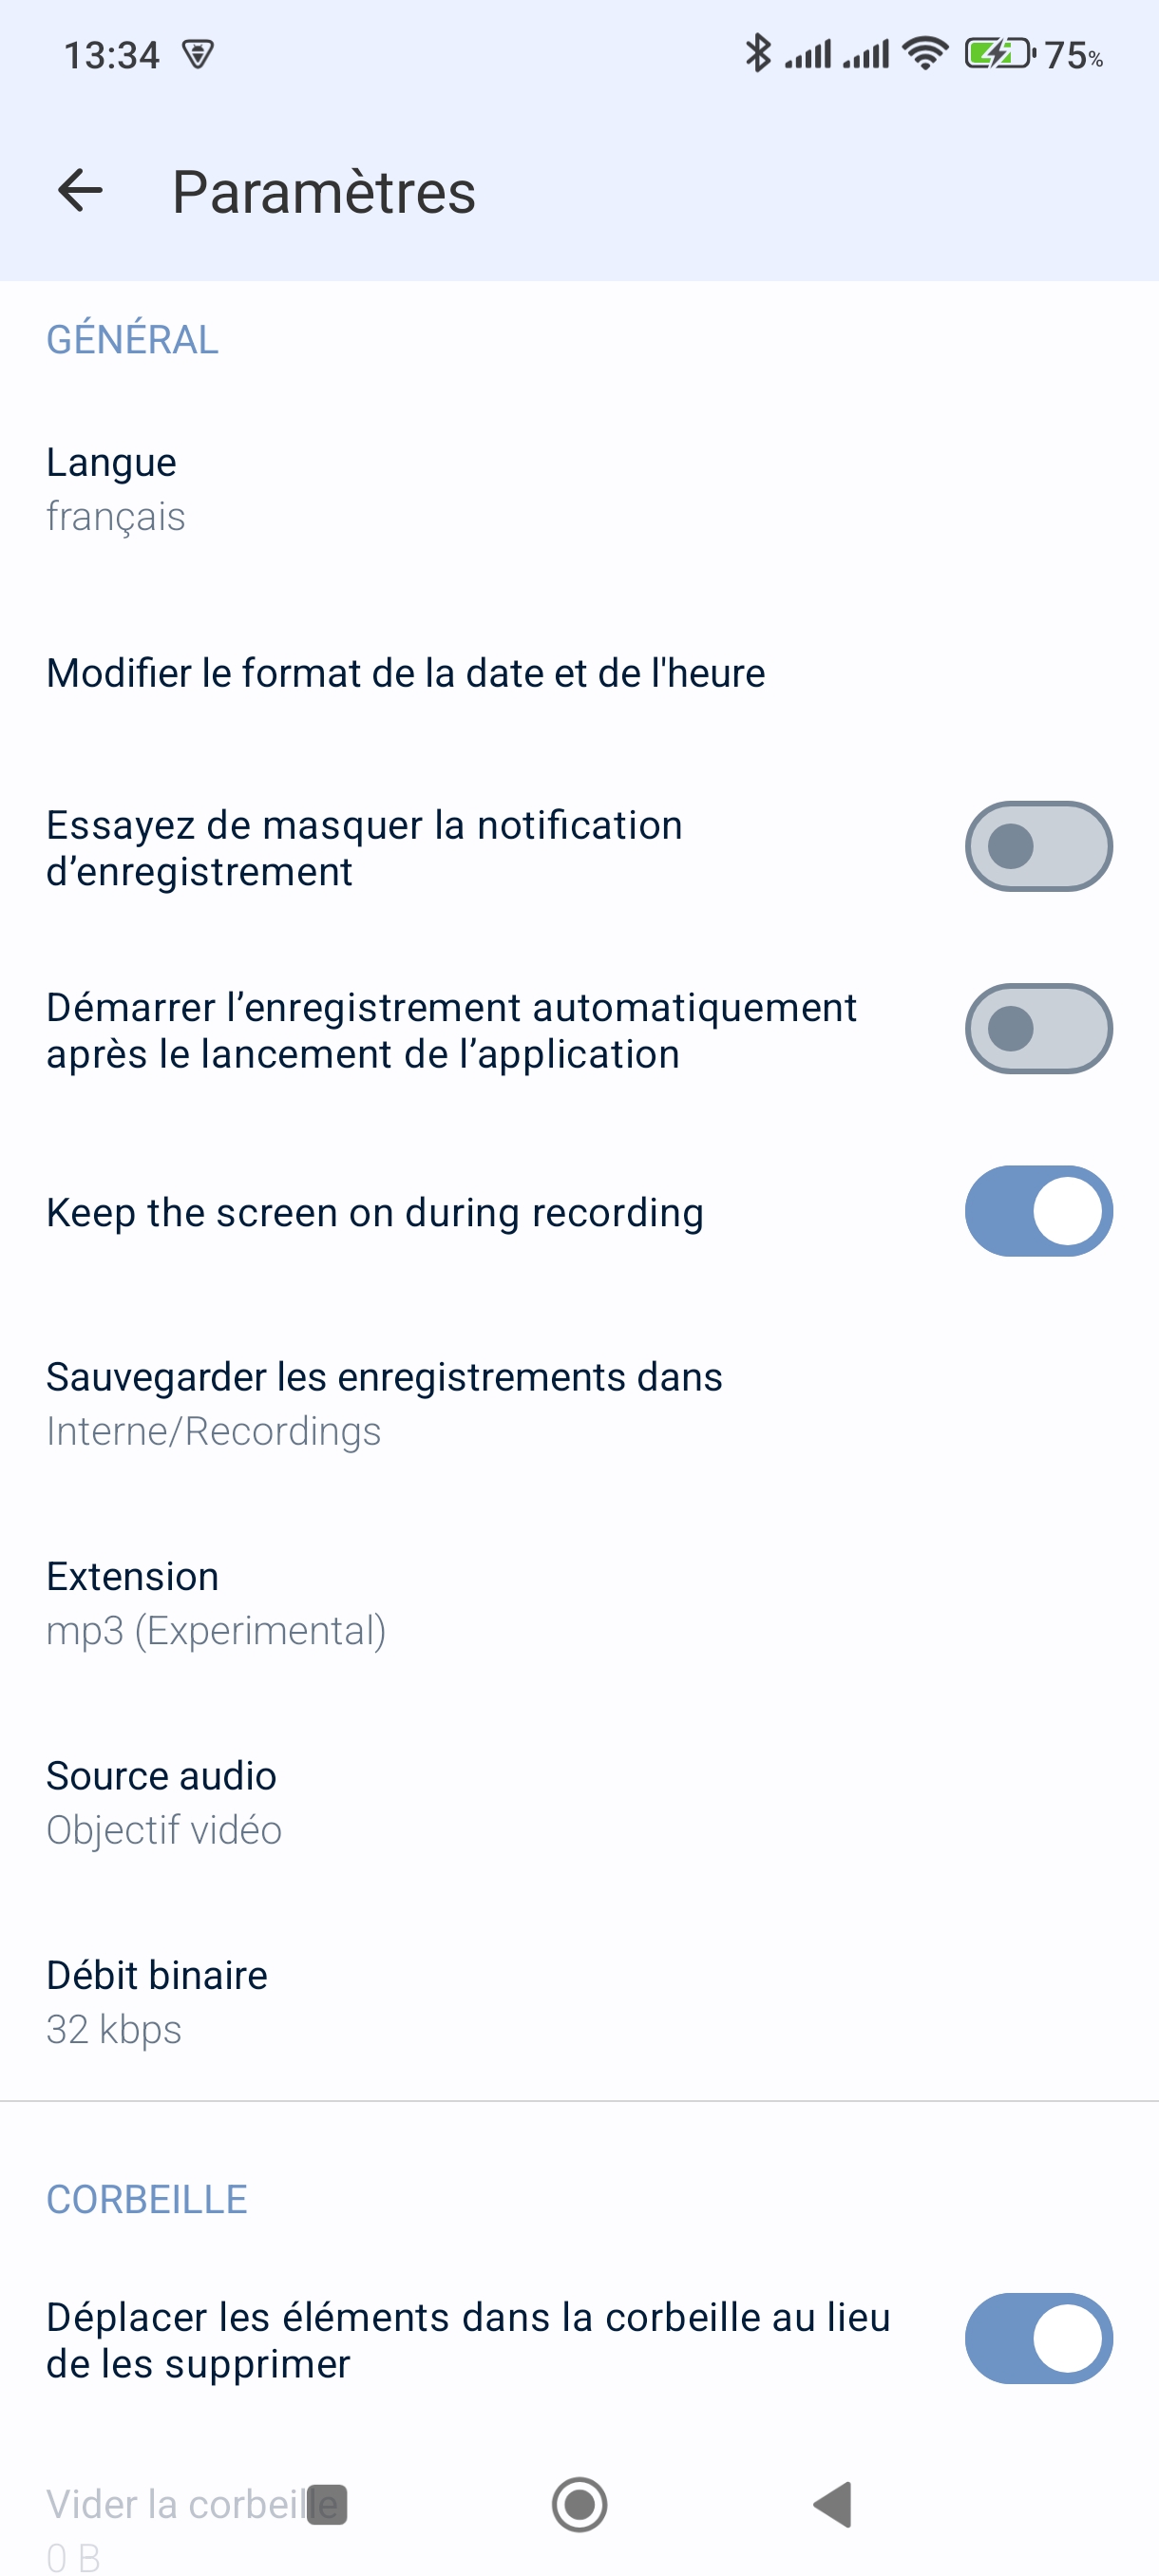 13:34
75%
Paramètres
GÉNÉRAL
Langue
français
Modifier le format de la date et de l'heure
Essayez de masquer la notification
d’enregistrement
Démarrer l’enregistrement automatiquement
après le lancement de l’application
Keep the screen on during recording
Sauvegarder les enregistrements dans
Interne/Recordings
Extension
mp3 (Experimental)
Source audio
Objectif vidéo
Débit binaire
32 kbps
CORBEILLE
Déplacer les éléments dans la corbeille au lieu
de les supprimer
Vider la corbeille
0 B